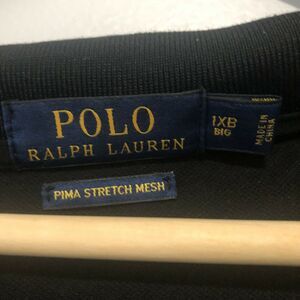 POLO
RALPH LAUREN
1XB
BIG
MADE IN
CHINA
PIMA STRETCH MESH